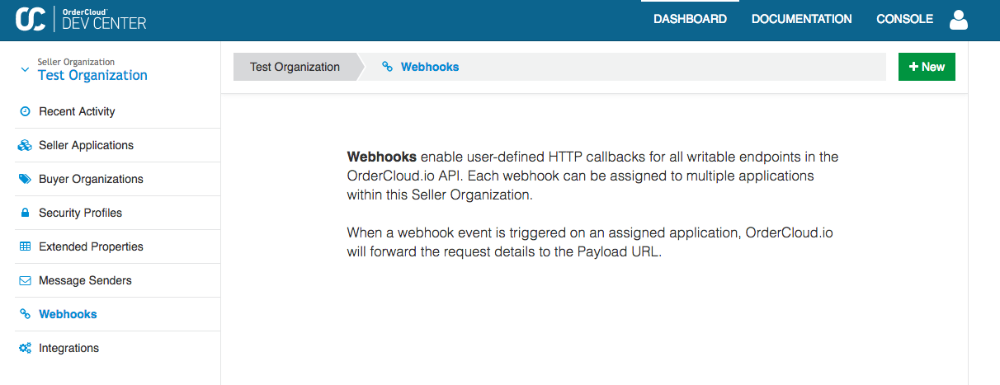 OrderCloud™
DEV CENTER
DASHBOARD DOCUMENTATION CONSOLE
Seller Organization
Test Organization
Recent Activity
Seller Applications
Buyer Organizations
Security Profiles
Extended Properties
Message Senders
Webhooks
Integrations
Test Organization Webhooks
+ New
Webhooks enable user-defined HTTP callbacks for all writable endpoints in the
OrderCloud.io API. Each webhook can be assigned to multiple applications
within this Seller Organization.
When a webhook event is triggered on an assigned application, OrderCloud.io
will forward the request details to the Payload URL.